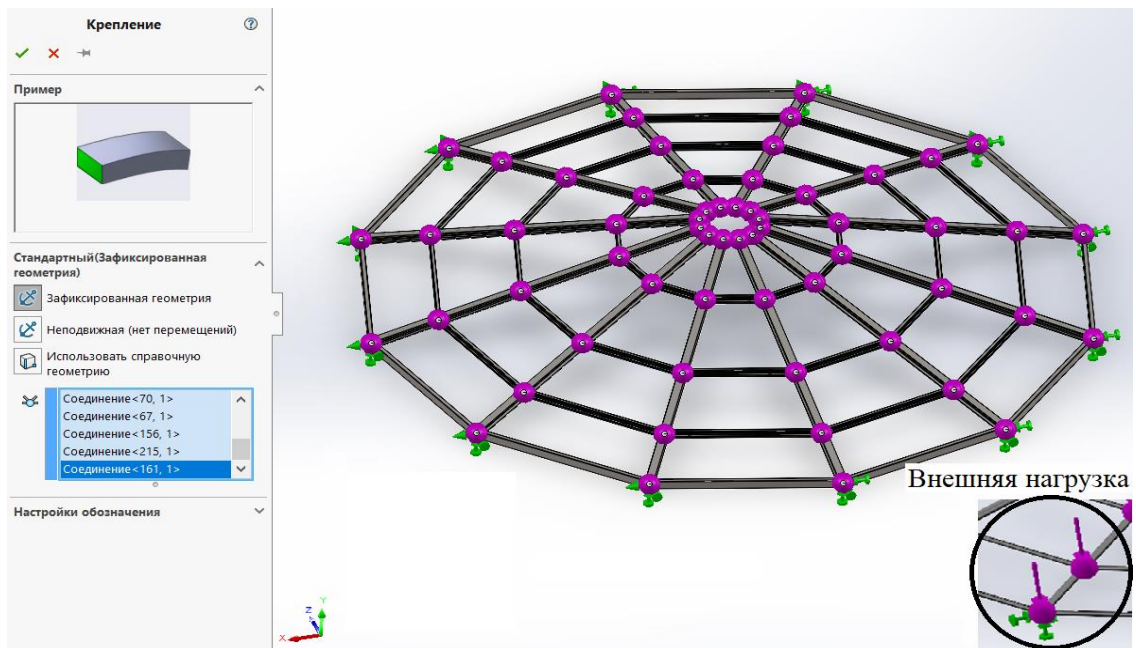 Крепление
Пример
Стандартный(Зафиксированная
геометрия)
Зафиксированная геометрия
Неподвижная (нет перемещений)
Использовать справочную
геометрию
Соединение<70, 1>
Соединение<67, 1>
Соединение<156, 1>
Соединение<215, 1>
Соединение<161, 1>
Настройки обозначения
Внешняя нагрузка
Y
Z
X